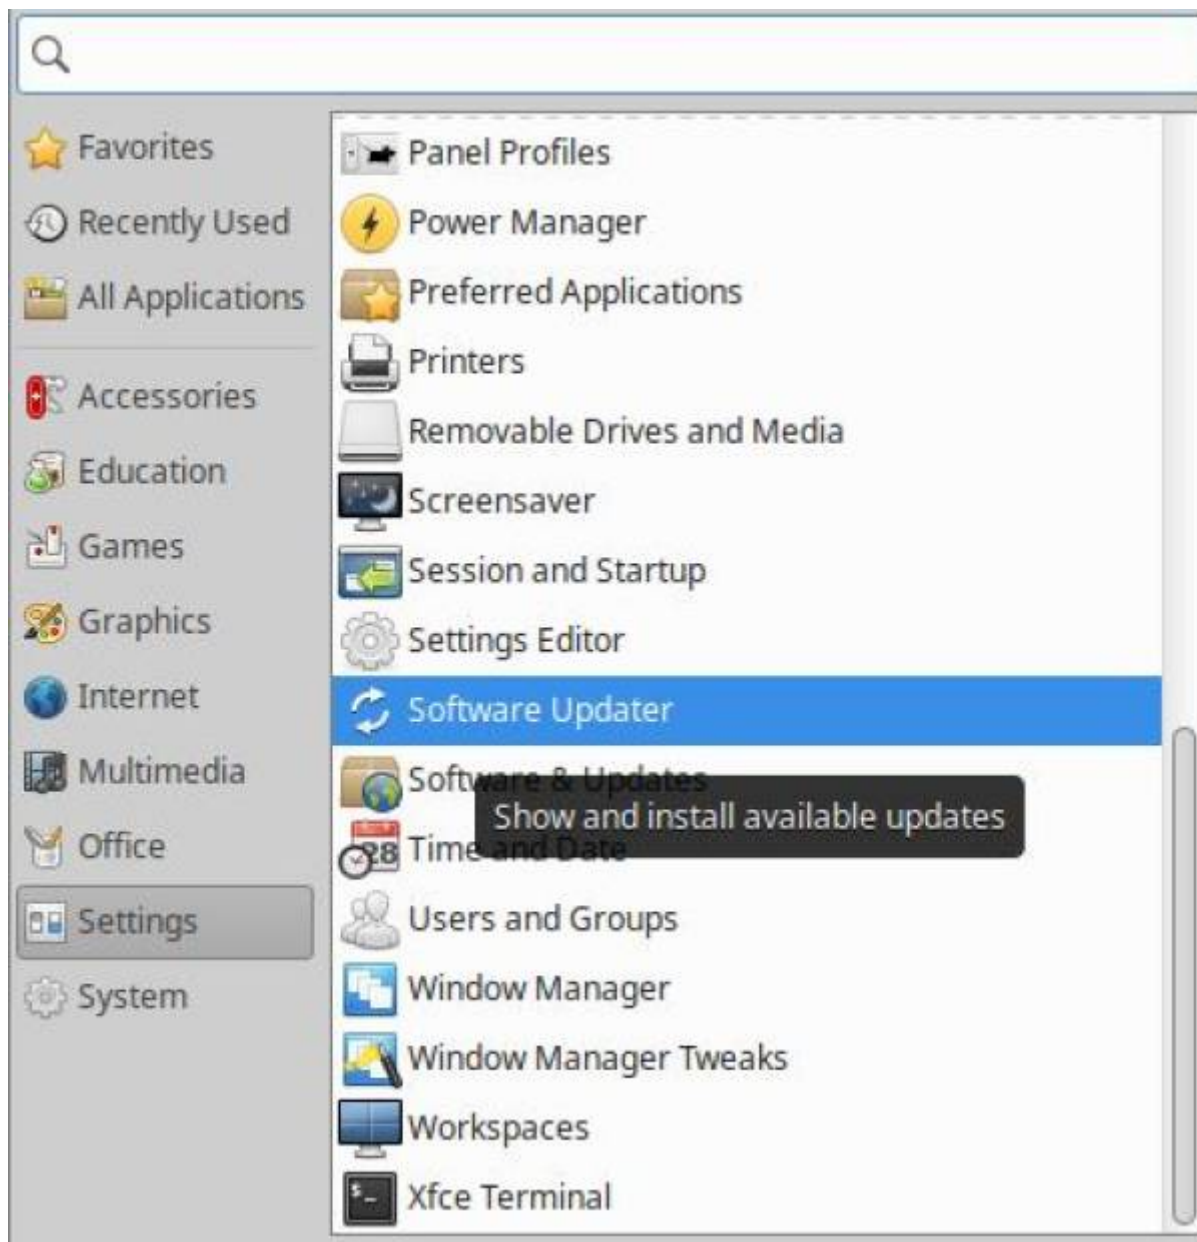 Favorites
Recently Used
All Applications
Accessories
Education
Games
Graphics
Internet
Multimedia
Office
Settings
System
Panel Profiles
Power Manager
Preferred Applications
Printers
Removable Drives and Media
Screensaver
Session and Startup
Settings Editor
Software Updater
Software & Updates
Show and install available updates
Time and Date
28
Users and Groups
Window Manager
Window Manager Tweaks
Workspaces
$_
Xfce Terminal